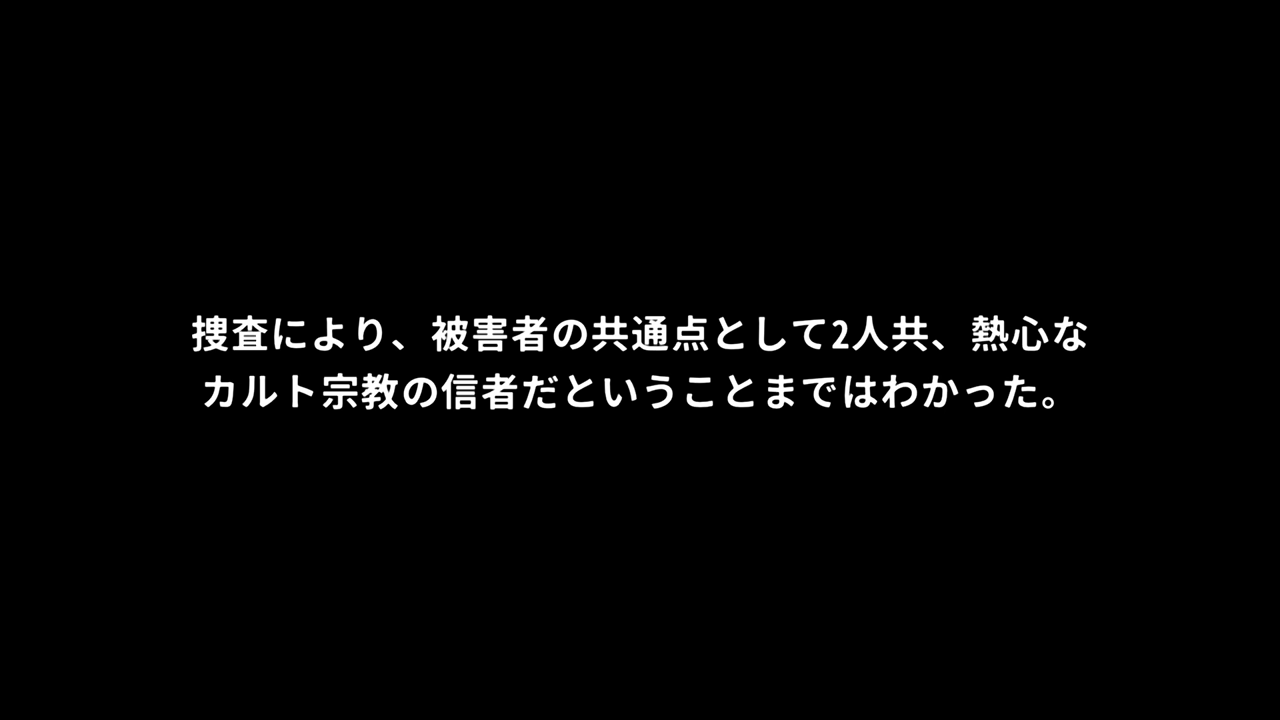 捜査により、被害者の共通点として2人共、熱心な
カルト宗教の信者だということまではわかった。